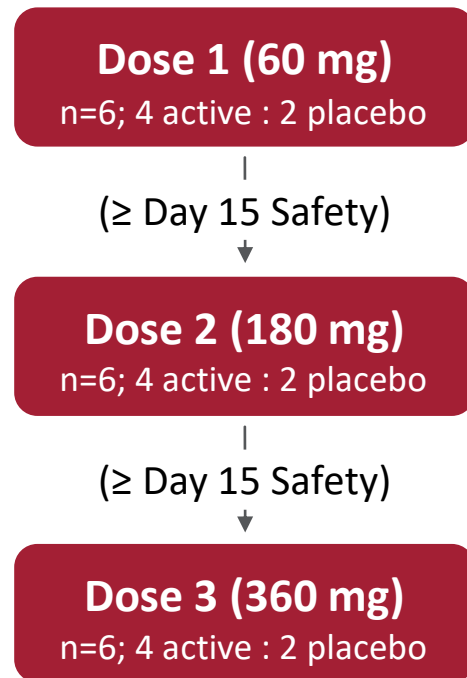 Dose 1 (60 mg)
n=6; 4 active : 2 placebo
(≥ Day 15 Safety)
Dose 2 (180 mg)
n=6; 4 active : 2 placebo
(≥ Day 15 Safety)
Dose 3 (360 mg)
n=6; 4 active : 2 placebo